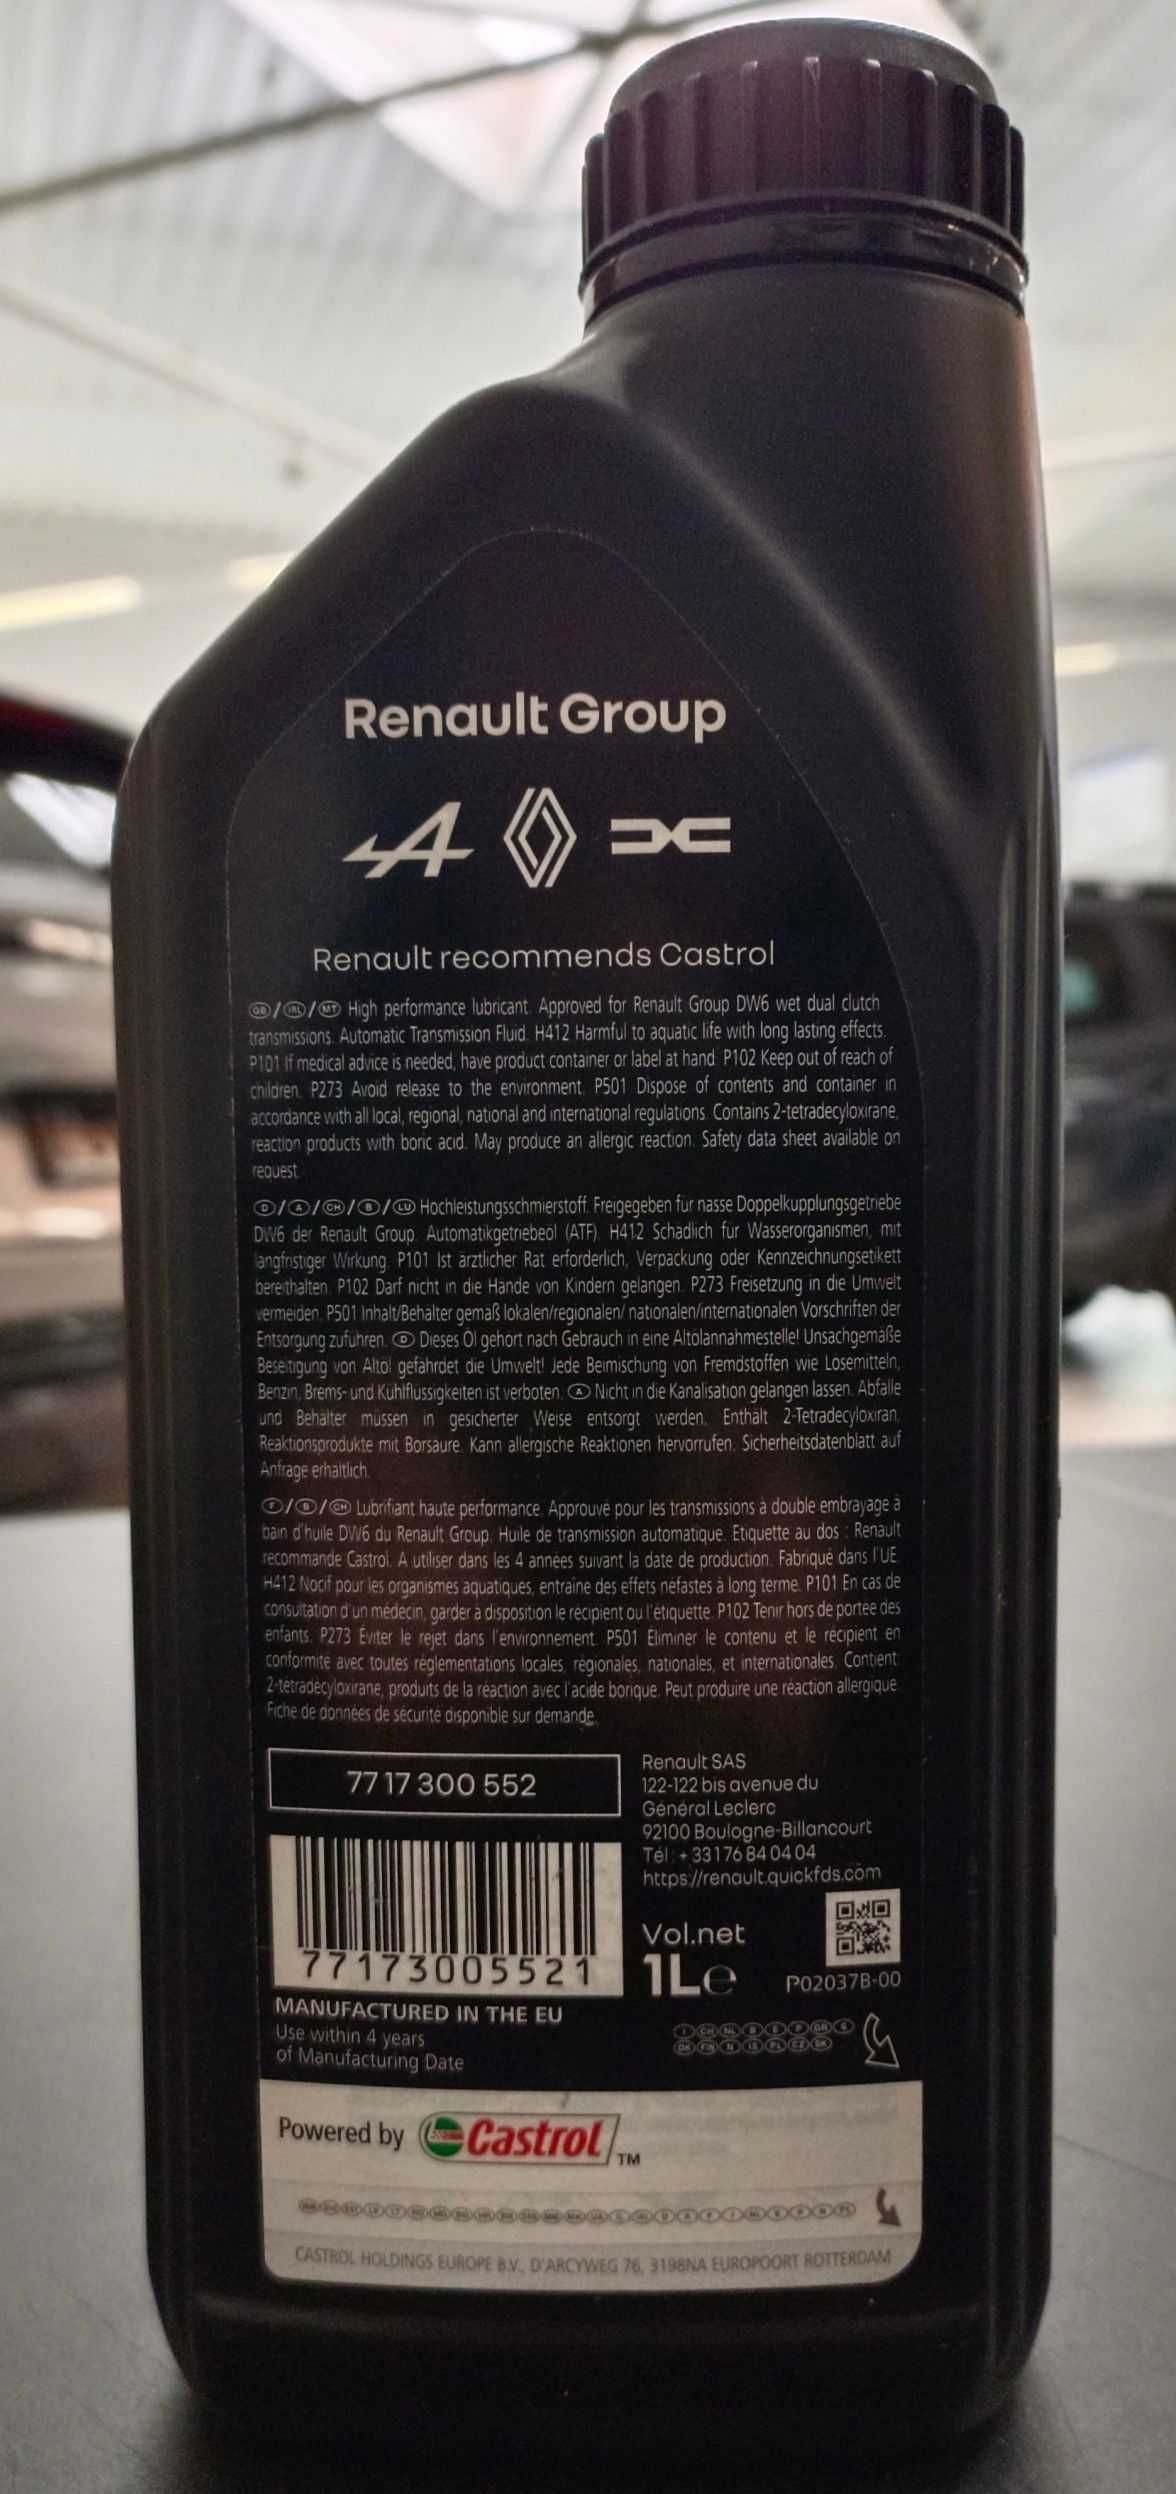 Renault Group
Renault recommends Castrol
GB/IRL/MT High performance lubricant. Approved for Renault Group DW6 wet dual clutch
transmissions. Automatic Transmission Fluid. H412 Harmful to aquatic life with long lasting effects.
P101 If medical advice is needed, have product container or label at hand. P102 Keep out of reach of
children. P273 Avoid release to the environment. P501 Dispose of contents and container in
accordance with all local, regional, national and international regulations. Contains 2-tetradecyloxirane,
reaction products with boric acid. May produce an allergic reaction. Safety data sheet available on
request.
D/A/CH/B/LU Hochleistungsschmierstoff. Freigegeben für nasse Doppelkupplungsgetriebe
DW6 der Renault Group. Automatikgetriebeöl (ATF). H412 Schädlich für Wasserorganismen, mit
langfristiger Wirkung. P101 Ist ärztlicher Rat erforderlich, Verpackung oder Kennzeichnungsetikett
bereithalten. P102 Darf nicht in die Hände von Kindern gelangen. P273 Freisetzung in die Umwelt
vermeiden. P501 Inhalt/Behälter gemäß lokalen/regionalen/ nationalen/internationalen Vorschriften der
Entsorgung zuführen. D Dieses Öl gehört nach Gebrauch in eine Altölannahmestelle! Unsachgemäße
Beseitigung von Altöl gefährdet die Umwelt! Jede Beimischung von Fremdstoffen wie Lösemitteln,
Benzin, Brems- und Kühlflüssigkeiten ist verboten. A Nicht in die Kanalisation gelangen lassen. Abfälle
und Behälter müssen in gesicherter Weise entsorgt werden. Enthält 2-Tetradecyloxiran,
Reaktionsprodukte mit Borsäure. Kann allergische Reaktionen hervorrufen. Sicherheitsdatenblatt auf
Anfrage erhältlich.
F/B/CH Lubrifiant haute performance. Approuvé pour les transmissions à double embrayage à
bain d'huile DW6 du Renault Group. Huile de transmission automatique. Etiquette au dos : Renault
recommande Castrol. A utiliser dans les 4 années suivant la date de production. Fabriqué dans l'UE.
H412 Nocif pour les organismes aquatiques, entraîne des effets néfastes à long terme. P101 En cas de
consultation d'un médecin, garder à disposition le récipient ou l'étiquette. P102 Tenir hors de portée des
enfants. P273 Éviter le rejet dans l'environnement. P501 Éliminer le contenu et le récipient en
conformité avec toutes réglementations locales, régionales, nationales, et internationales. Contient:
2-tétradécyloxirane, produits de la réaction avec l'acide borique. Peut produire une réaction allergique.
Fiche de données de sécurité disponible sur demande.
77 17 300 552
Renault SAS
122-122 bis avenue du
Général Leclerc
92100 Boulogne-Billancourt
Tél : + 33 1 76 84 04 04
https://renault.quickfds.com
77173005521
Vol.net
1L e
P02037B-00
MANUFACTURED IN THE EU
Use within 4 years
of Manufacturing Date
I CH NL B E P GR S
DK FIN N IS PL CZ SK
Powered by Castrol TM
CASTROL HOLDINGS EUROPE B.V., D'ARCYWEG 76, 3198NA EUROPOORT ROTTERDAM